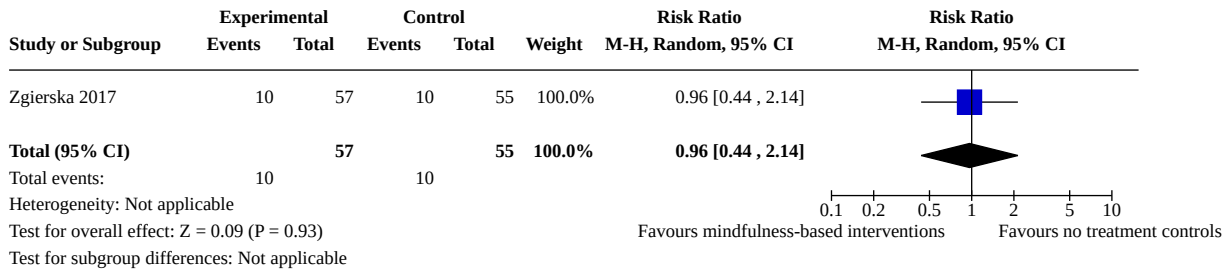 Experimental Control Risk Ratio Risk Ratio
Study or Subgroup Events Total Events Total Weight M-H, Random, 95% CI M-H, Random, 95% CI
Zgierska 2017 10 57 10 55 100.0% 0.96 [0.44 , 2.14]
Total (95% CI) 57 55 100.0% 0.96 [0.44 , 2.14]
Total events: 10 10
Heterogeneity: Not applicable 0.1 0.2 0.5 1 2 5 10
Test for overall effect: Z = 0.09 (P = 0.93) Favours mindfulness-based interventions Favours no treatment controls
Test for subgroup differences: Not applicable